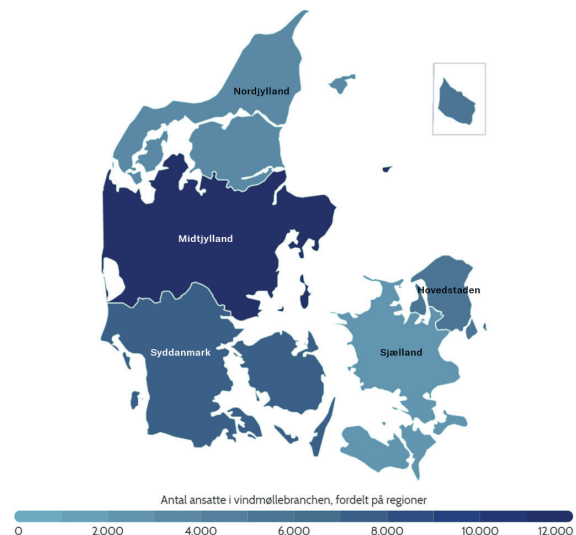 Nordjylland
Midtjylland
Hovedstaden
Syddanmark
Sjælland
Antal ansatte i vindmøllebranchen, fordelt på regioner
0 2.000 4.000 6.000 8.000 10.000 12.000